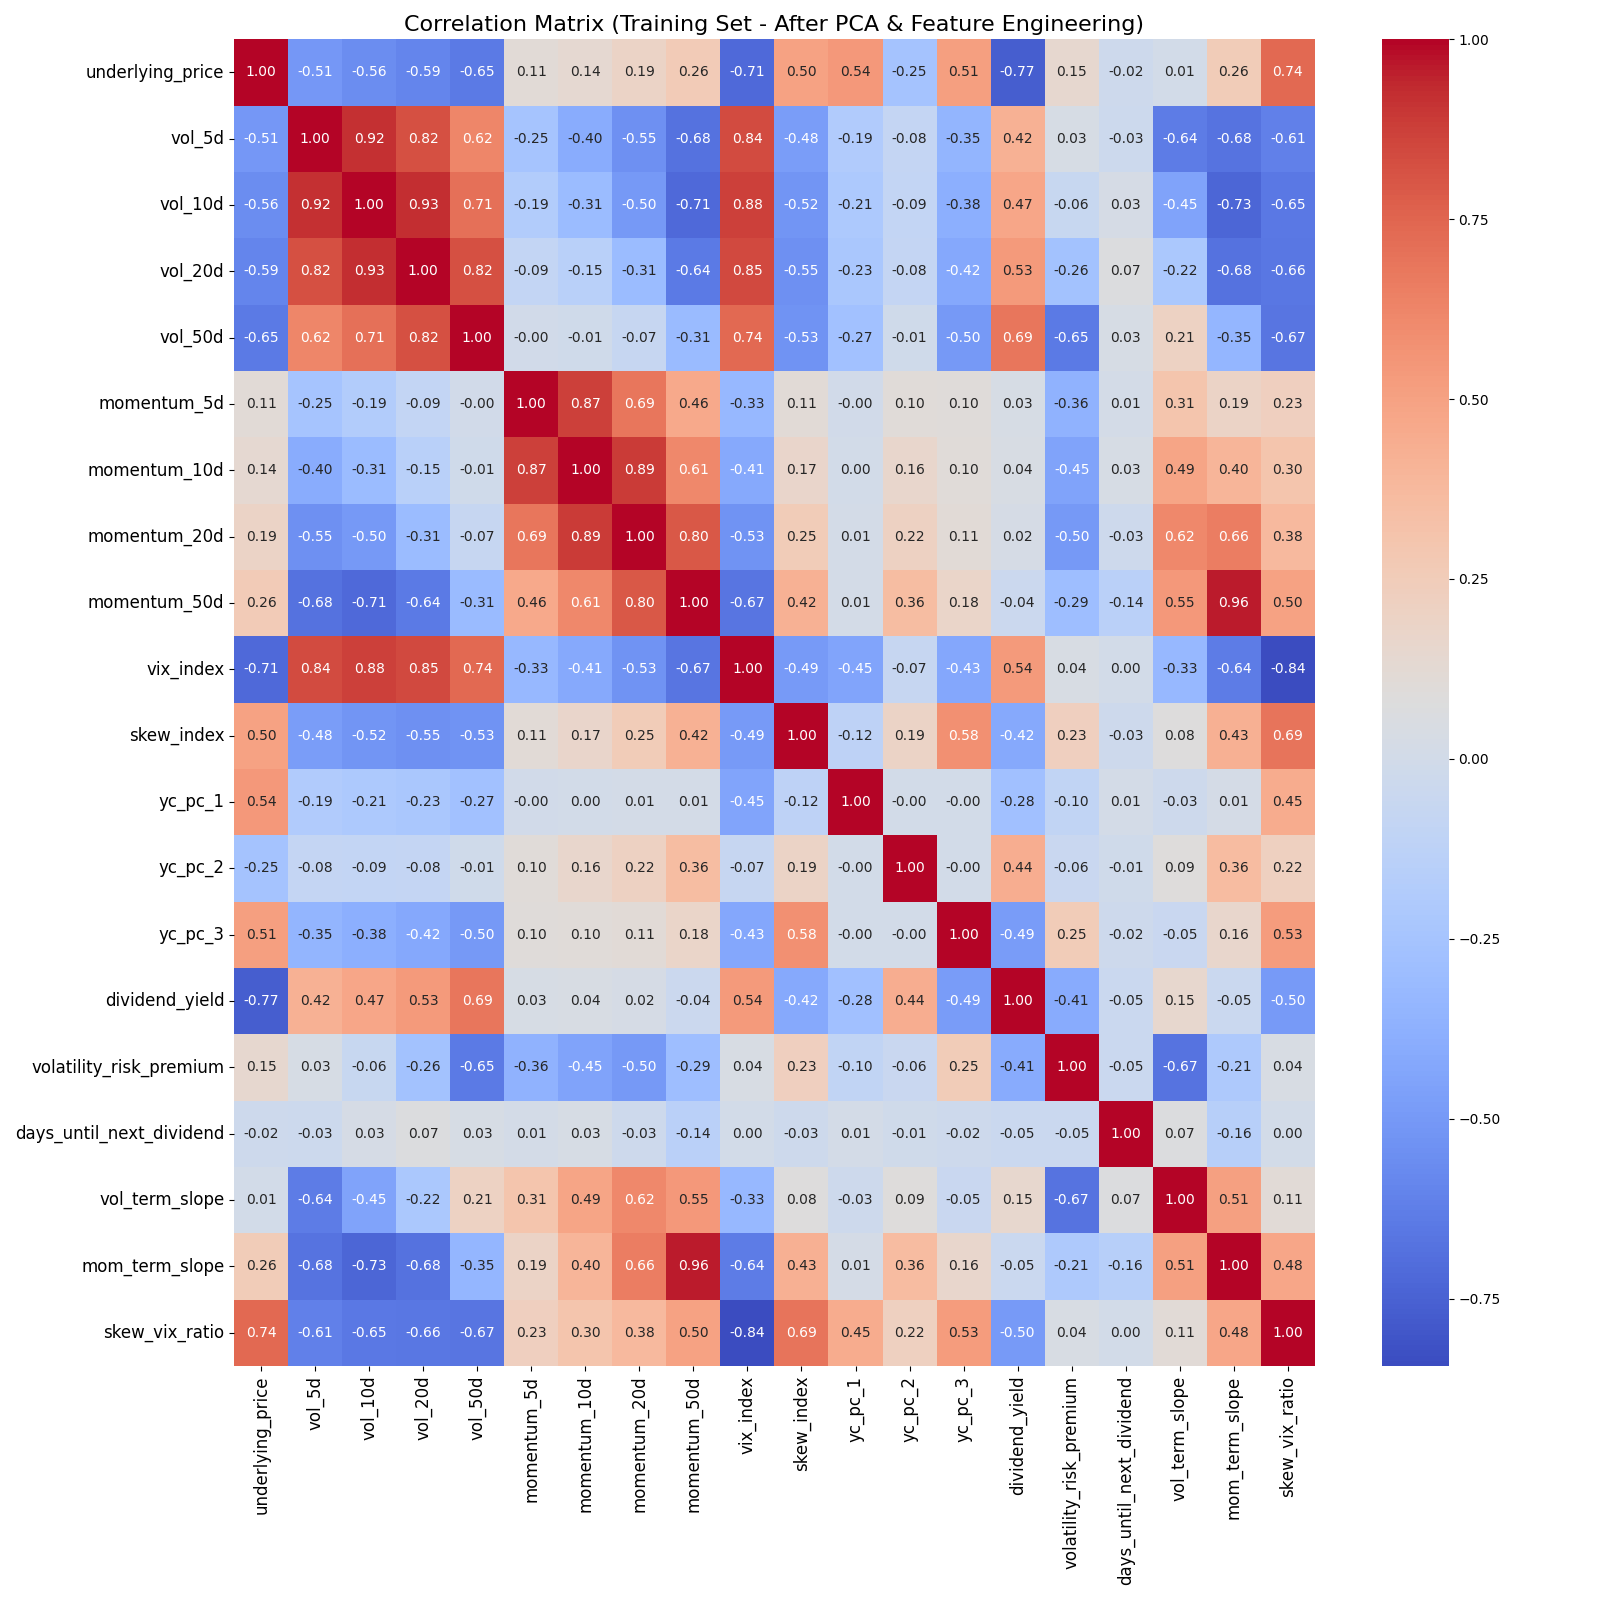 Correlation Matrix (Training Set - After PCA & Feature Engineering)
underlying_price 1.00 -0.51 -0.56 -0.59 -0.65 0.11 0.14 0.19 0.26 -0.71 0.50 0.54 -0.25 0.51 -0.77 0.15 -0.02 0.01 0.26 0.74
vol_5d -0.51 1.00 0.92 0.82 0.62 -0.25 -0.40 -0.55 -0.68 0.84 -0.48 -0.19 -0.08 -0.35 0.42 0.03 -0.03 -0.64 -0.68 -0.61
vol_10d -0.56 0.92 1.00 0.93 0.71 -0.19 -0.31 -0.50 -0.71 0.88 -0.52 -0.21 -0.09 -0.38 0.47 -0.06 0.03 -0.45 -0.73 -0.65
vol_20d -0.59 0.82 0.93 1.00 0.82 -0.09 -0.15 -0.31 -0.64 0.85 -0.55 -0.23 -0.08 -0.42 0.53 -0.26 0.07 -0.22 -0.68 -0.66
vol_50d -0.65 0.62 0.71 0.82 1.00 -0.00 -0.01 -0.07 -0.31 0.74 -0.53 -0.27 -0.01 -0.50 0.69 -0.65 0.03 0.21 -0.35 -0.67
momentum_5d 0.11 -0.25 -0.19 -0.09 -0.00 1.00 0.87 0.69 0.46 -0.33 0.11 -0.00 0.10 0.10 0.03 -0.36 0.01 0.31 0.19 0.23
momentum_10d 0.14 -0.40 -0.31 -0.15 -0.01 0.87 1.00 0.89 0.61 -0.41 0.17 0.00 0.16 0.10 0.04 -0.45 0.03 0.49 0.40 0.30
momentum_20d 0.19 -0.55 -0.50 -0.31 -0.07 0.69 0.89 1.00 0.80 -0.53 0.25 0.01 0.22 0.11 0.02 -0.50 -0.03 0.62 0.66 0.38
momentum_50d 0.26 -0.68 -0.71 -0.64 -0.31 0.46 0.61 0.80 1.00 -0.67 0.42 0.01 0.36 0.18 -0.04 -0.29 -0.14 0.55 0.96 0.50
vix_index -0.71 0.84 0.88 0.85 0.74 -0.33 -0.41 -0.53 -0.67 1.00 -0.49 -0.45 -0.07 -0.43 0.54 0.04 0.00 -0.33 -0.64 -0.84
skew_index 0.50 -0.48 -0.52 -0.55 -0.53 0.11 0.17 0.25 0.42 -0.49 1.00 -0.12 0.19 0.58 -0.42 0.23 -0.03 0.08 0.43 0.69
yc_pc_1 0.54 -0.19 -0.21 -0.23 -0.27 -0.00 0.00 0.01 0.01 -0.45 -0.12 1.00 -0.00 -0.00 -0.28 -0.10 0.01 -0.03 0.01 0.45
yc_pc_2 -0.25 -0.08 -0.09 -0.08 -0.01 0.10 0.16 0.22 0.36 -0.07 0.19 -0.00 1.00 -0.00 0.44 -0.06 -0.01 0.09 0.36 0.22
yc_pc_3 0.51 -0.35 -0.38 -0.42 -0.50 0.10 0.10 0.11 0.18 -0.43 0.58 -0.00 -0.00 1.00 -0.49 0.25 -0.02 -0.05 0.16 0.53
dividend_yield -0.77 0.42 0.47 0.53 0.69 0.03 0.04 0.02 -0.04 0.54 -0.42 -0.28 0.44 -0.49 1.00 -0.41 -0.05 0.15 -0.05 -0.50
volatility_risk_premium 0.15 0.03 -0.06 -0.26 -0.65 -0.36 -0.45 -0.50 -0.29 0.04 0.23 -0.10 -0.06 0.25 -0.41 1.00 -0.05 -0.67 -0.21 0.04
days_until_next_dividend -0.02 -0.03 0.03 0.07 0.03 0.01 0.03 -0.03 -0.14 0.00 -0.03 0.01 -0.01 -0.02 -0.05 -0.05 1.00 0.07 -0.16 0.00
vol_term_slope 0.01 -0.64 -0.45 -0.22 0.21 0.31 0.49 0.62 0.55 -0.33 0.08 -0.03 0.09 -0.05 0.15 -0.67 0.07 1.00 0.51 0.11
mom_term_slope 0.26 -0.68 -0.73 -0.68 -0.35 0.19 0.40 0.66 0.96 -0.64 0.43 0.01 0.36 0.16 -0.05 -0.21 -0.16 0.51 1.00 0.48
skew_vix_ratio 0.74 -0.61 -0.65 -0.66 -0.67 0.23 0.30 0.38 0.50 -0.84 0.69 0.45 0.22 0.53 -0.50 0.04 0.00 0.11 0.48 1.00
underlying_price
vol_5d
vol_10d
vol_20d
vol_50d
momentum_5d
momentum_10d
momentum_20d
momentum_50d
vix_index
skew_index
yc_pc_1
yc_pc_2
yc_pc_3
dividend_yield
volatility_risk_premium
days_until_next_dividend
vol_term_slope
mom_term_slope
skew_vix_ratio
1.00
0.75
0.50
0.25
0.00
−0.25
−0.50
−0.75